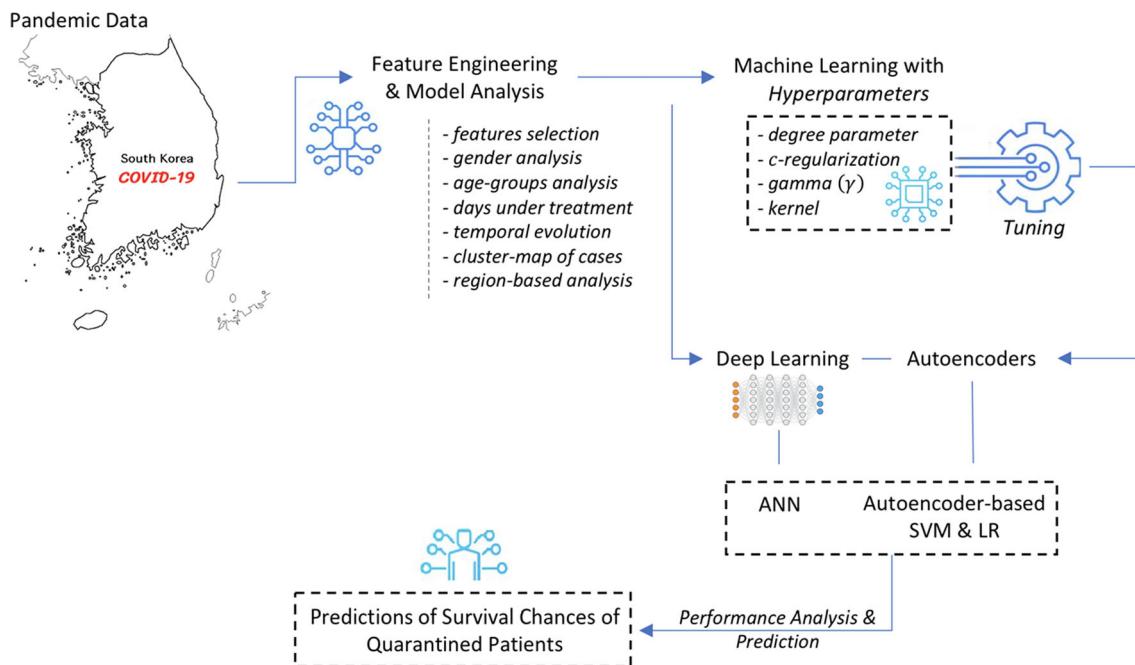 Pandemic Data
South Korea
COVID-19
Feature Engineering
& Model Analysis
- features selection
- gender analysis
- age-groups analysis
- days under treatment
- temporal evolution
- cluster-map of cases
- region-based analysis
Machine Learning with
Hyperparameters
- degree parameter
- c-regularization
- gamma (γ)
- kernel
Tuning
Deep Learning
Autoencoders
ANN
Autoencoder-based
SVM & LR
Performance Analysis &
Prediction
Predictions of Survival Chances of
Quarantined Patients